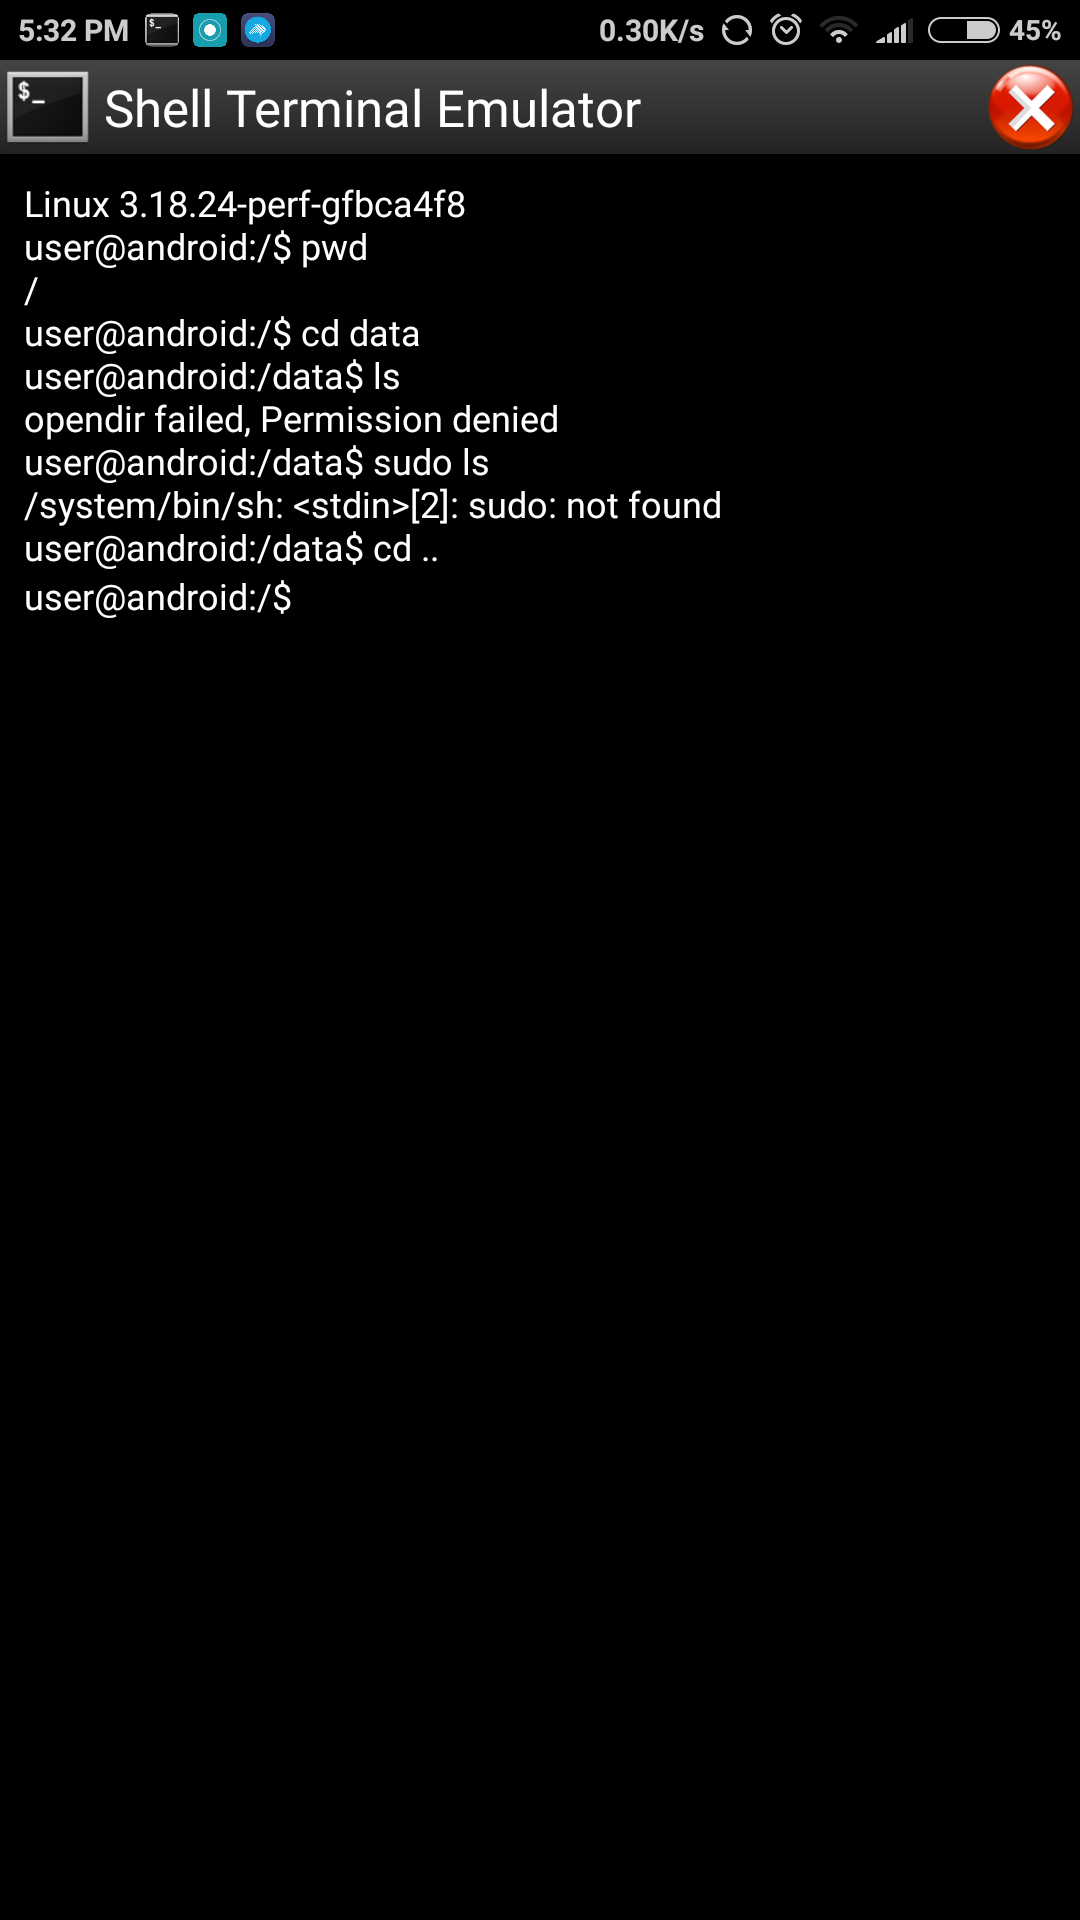 5:32 PM 0.30K/s 45%
$_ Shell Terminal Emulator
Linux 3.18.24-perf-gfbca4f8
user@android:/$ pwd
/
user@android:/$ cd data
user@android:/data$ ls
opendir failed, Permission denied
user@android:/data$ sudo ls
/system/bin/sh: <stdin>[2]: sudo: not found
user@android:/data$ cd ..
user@android:/$